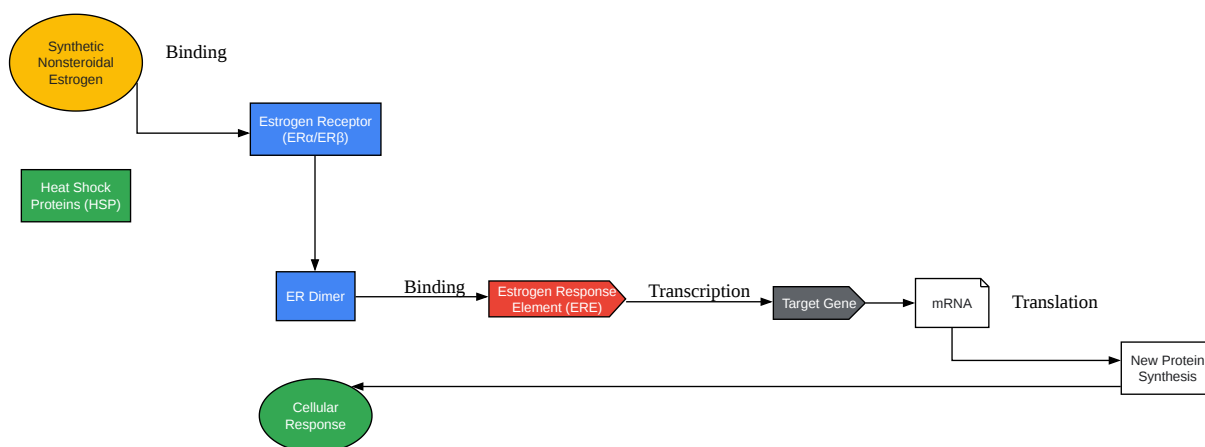 Synthetic
Nonsteroidal
Estrogen
Binding
Estrogen Receptor
(ERα/ERβ)
Heat Shock
Proteins (HSP)
ER Dimer
Binding
Estrogen Response
Element (ERE)
Transcription
Target Gene
mRNA
Translation
New Protein
Synthesis
Cellular
Response